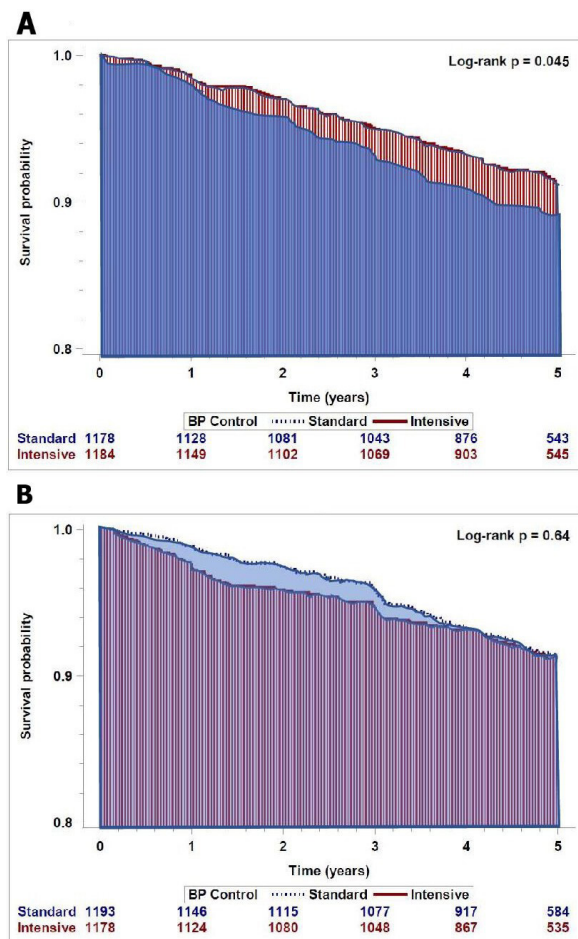 A
Log-rank p = 0.045
1.0
0.9
0.8
Survival probability
0 1 2 3 4 5
Time (years)
BP Control Standard Intensive
Standard 1178 1128 1081 1043 876 543
Intensive 1184 1149 1102 1069 903 545
B
Log-rank p = 0.64
1.0
0.9
0.8
Survival probability
0 1 2 3 4 5
Time (years)
BP Control Standard Intensive
Standard 1193 1146 1115 1077 917 584
Intensive 1178 1124 1080 1048 867 535